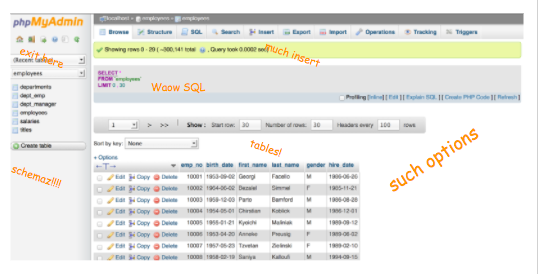 phpMyAdmin
exit here
(Recent tables) ...
employees
departments
dept_emp
dept_manager
employees
salaries
titles
Create table
schemaz!!!!
localhost » employees » employees
Browse Structure SQL Search Insert Export Import Operations Tracking Triggers
much insert
Showing rows 0 - 29 ( ~300,141 total , Query took 0.0002 sec)
SELECT *
FROM `employees`
LIMIT 0 , 30
Waow SQL
Profiling [Inline] [ Edit ] [ Explain SQL ] [ Create PHP Code ] [ Refresh ]
1 > >> Show : Start row: 30 Number of rows: 30 Headers every 100 rows
Sort by key: None
tables!
such options
+ Options
←T→ emp_no birth_date first_name last_name gender hire_date
Edit Copy Delete 10001 1953-09-02 Georgi Facello M 1986-06-26
Edit Copy Delete 10002 1964-06-02 Bezalel Simmel F 1985-11-21
Edit Copy Delete 10003 1959-12-03 Parto Bamford M 1986-08-28
Edit Copy Delete 10004 1954-05-01 Chirstian Koblick M 1986-12-01
Edit Copy Delete 10005 1955-01-21 Kyoichi Maliniak M 1989-09-12
Edit Copy Delete 10006 1953-04-20 Anneke Preusig F 1989-06-02
Edit Copy Delete 10007 1957-05-23 Tzvetan Zielinski F 1989-02-10
Edit Copy Delete 10008 1958-02-19 Saniya Kalloufi M 1994-09-15